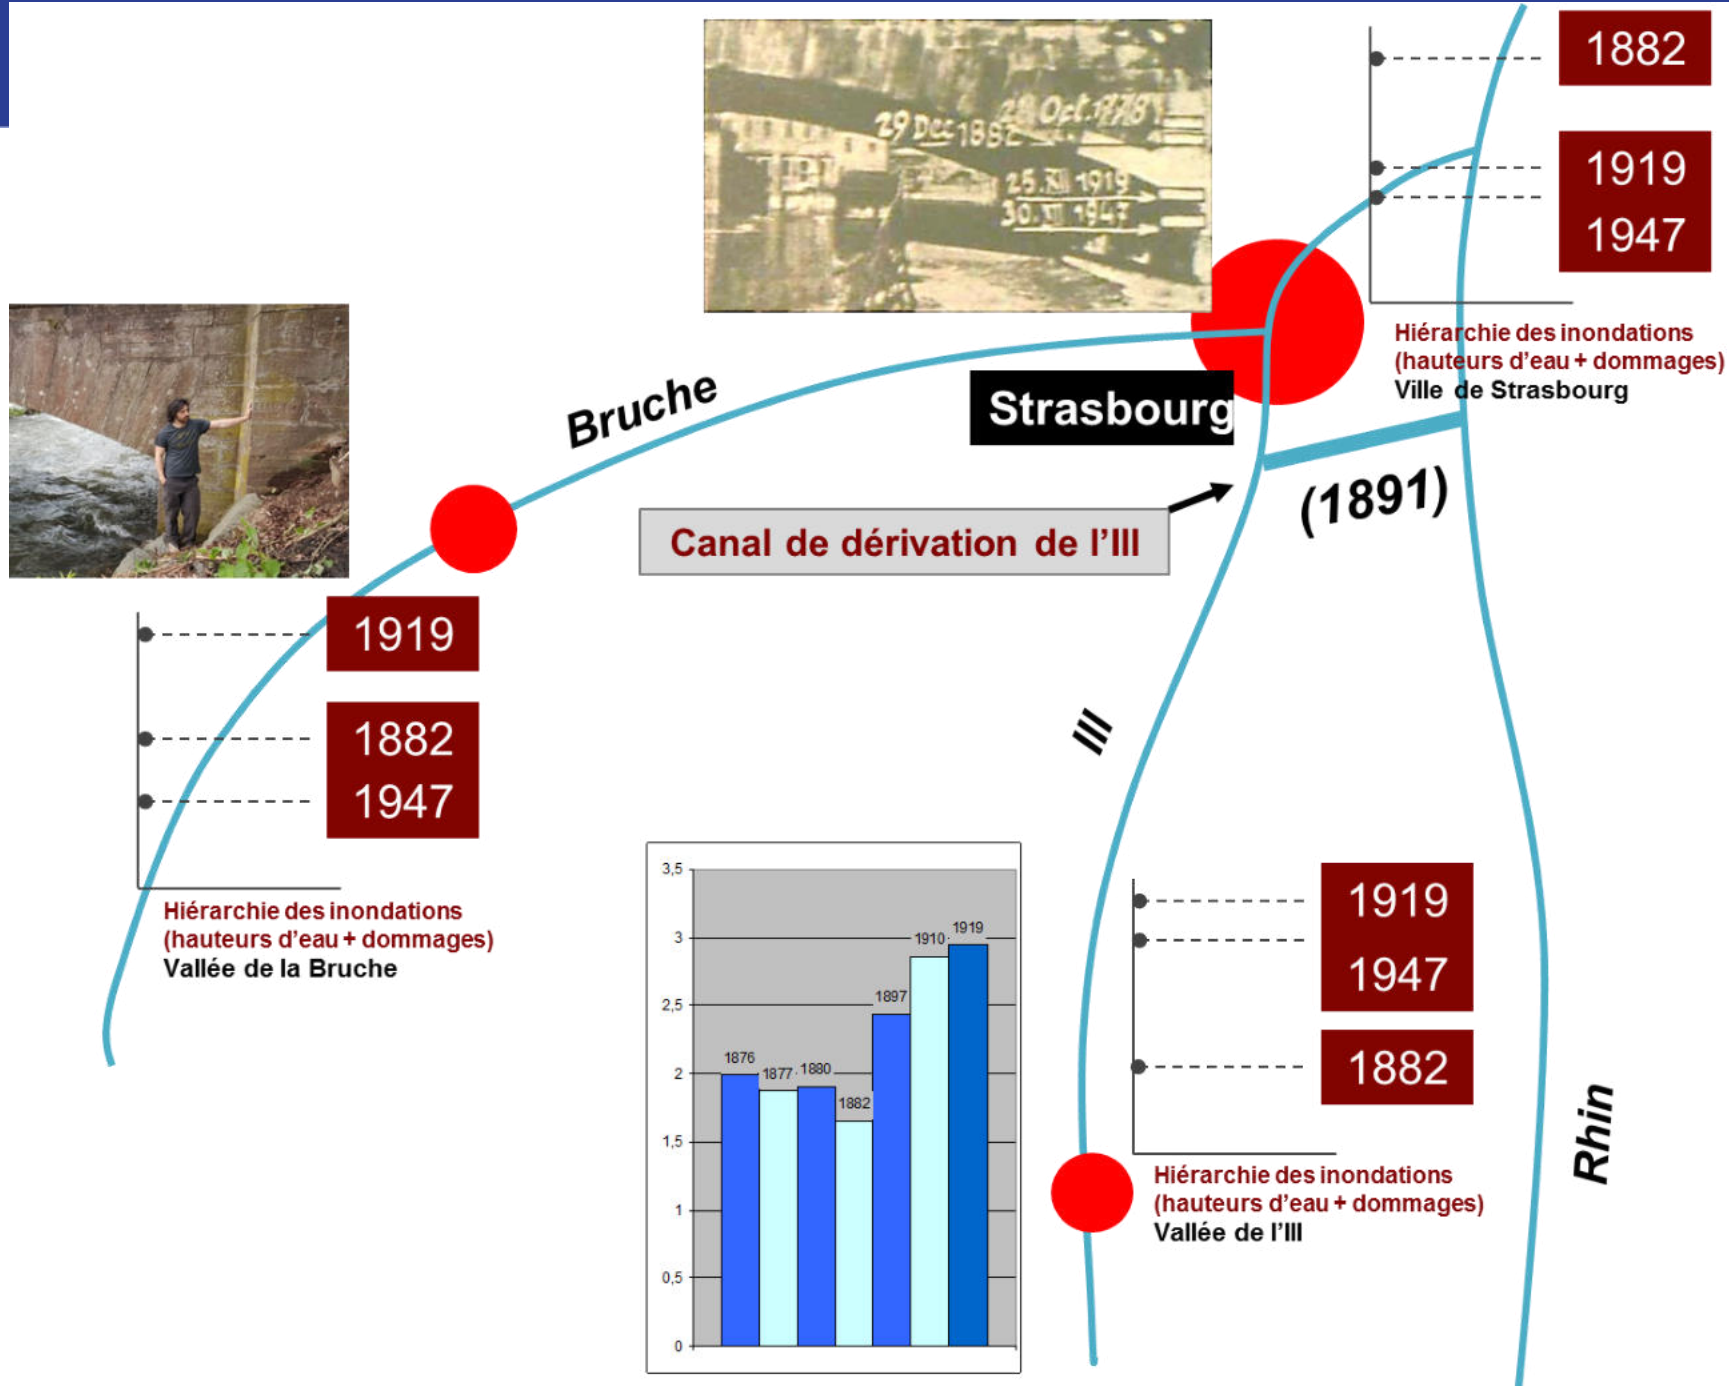 1882
1919
1947
29 Dec 1882
28 Oct. 1778
25. XII 1919
30. XII 1947
Hiérarchie des inondations
(hauteurs d'eau + dommages)
Ville de Strasbourg
Bruche
Strasbourg
(1891)
Canal de dérivation de l'Ill
1919
1882
1947
Hiérarchie des inondations
(hauteurs d'eau + dommages)
Vallée de la Bruche
Ill
3,5
3
2,5
2
1,5
1
0,5
0
1876
1877
1880
1882
1897
1910
1919
1919
1947
1882
Hiérarchie des inondations
(hauteurs d'eau + dommages)
Vallée de l'Ill
Rhin